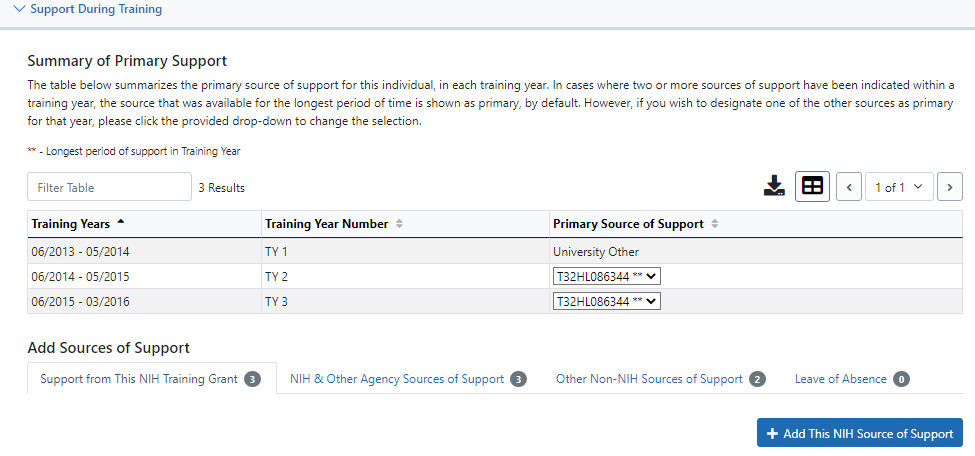 Support During Training
Summary of Primary Support
The table below summarizes the primary source of support for this individual, in each training year. In cases where two or more sources of support have been indicated within a
training year, the source that was available for the longest period of time is shown as primary, by default. However, if you wish to designate one of the other sources as primary
for that year, please click the provided drop-down to change the selection.
** - Longest period of support in Training Year
Filter Table 3 Results 1 of 1
Training Years Training Year Number Primary Source of Support
06/2013 - 05/2014 TY 1 University Other
06/2014 - 05/2015 TY 2 T32HL086344 **
06/2015 - 03/2016 TY 3 T32HL086344 **
Add Sources of Support
Support from This NIH Training Grant 3 NIH & Other Agency Sources of Support 3 Other Non-NIH Sources of Support 2 Leave of Absence 0
+ Add This NIH Source of Support